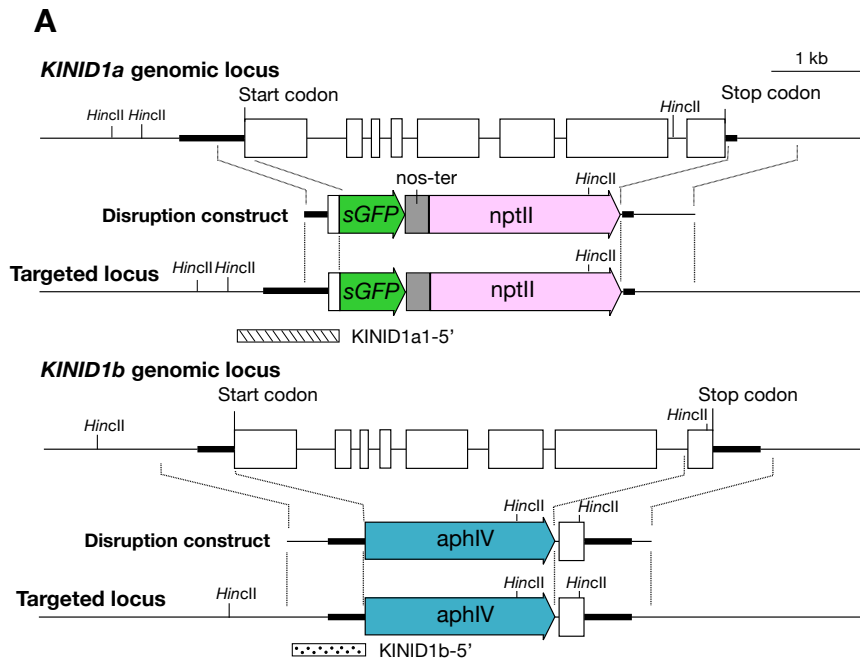 A
KINID1a genomic locus
1 kb
Start codon
Stop codon
HincII HincII
HincII
nos-ter
HincII
Disruption construct
sGFP
nptII
Targeted locus
HincII HincII
HincII
sGFP
nptII
KINID1a1-5’
KINID1b genomic locus
Start codon
Stop codon
HincII
HincII
HincII HincII
Disruption construct
aphIV
Targeted locus
HincII
HincII HincII
aphIV
KINID1b-5’